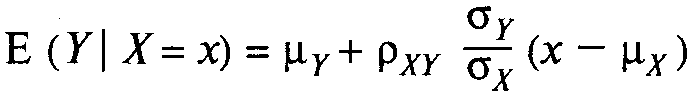 E (Y| X = x) = μ_Y + ρ_XY σ_Y/σ_X (x − μ_X)